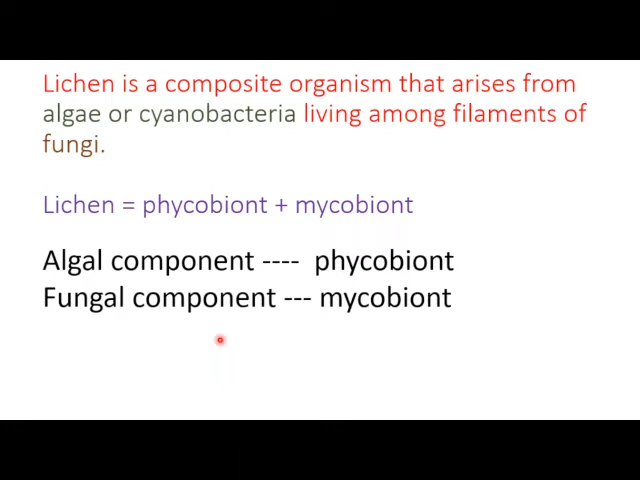 Lichen is a composite organism that arises from
algae or cyanobacteria living among filaments of
fungi.
Lichen = phycobiont + mycobiont
Algal component ---- phycobiont
Fungal component --- mycobiont